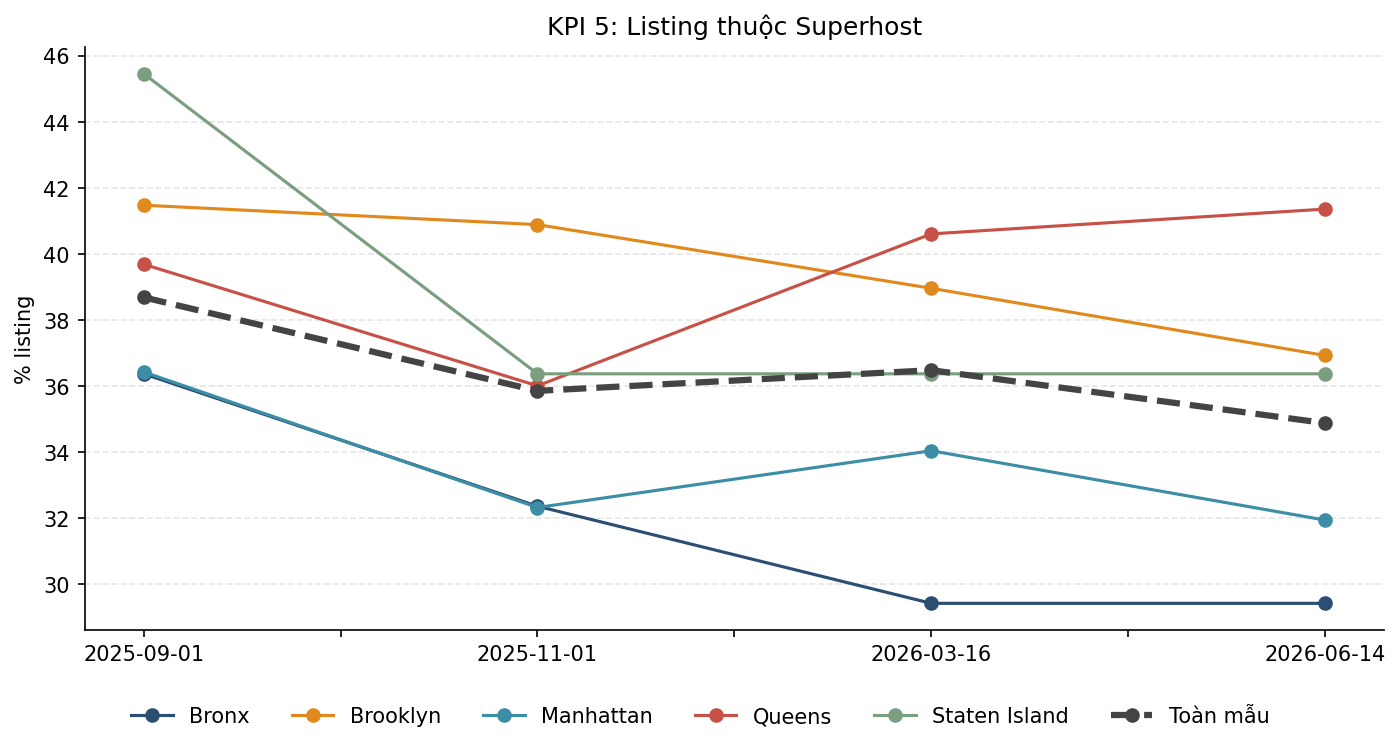 KPI 5: Listing thuộc Superhost
% listing
46
44
42
40
38
36
34
32
30
2025-09-01 2025-11-01 2026-03-16 2026-06-14
Bronx Brooklyn Manhattan Queens Staten Island Toàn mẫu